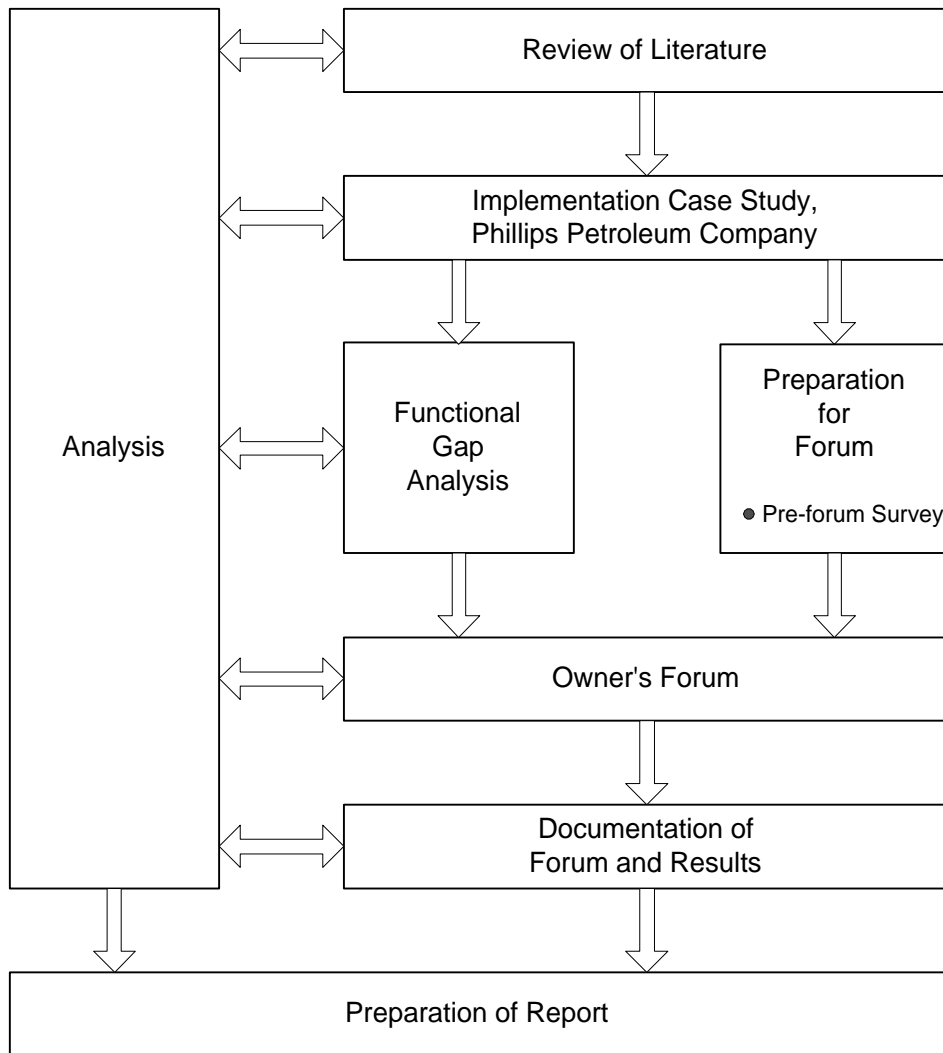 Review of Literature
Implementation Case Study,
Phillips Petroleum Company
Analysis
Functional
Gap
Analysis
Preparation
for
Forum
● Pre-forum Survey
Owner's Forum
Documentation of
Forum and Results
Preparation of Report